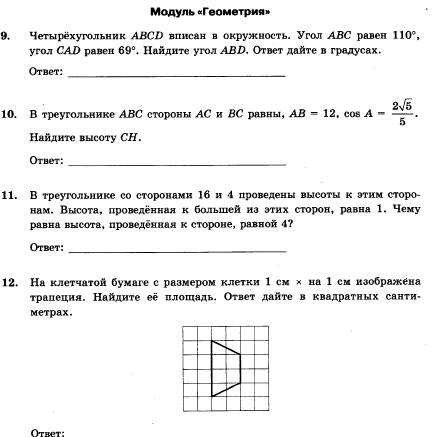 Модуль «Геометрия»
9. Четырёхугольник ABCD вписан в окружность. Угол ABC равен 110°,
угол CAD равен 69°. Найдите угол ABD. Ответ дайте в градусах.
Ответ:
10. В треугольнике ABC стороны AC и BC равны, AB = 12, cos A = 2√5/5.
Найдите высоту CH.
Ответ:
11. В треугольнике со сторонами 16 и 4 проведены высоты к этим сторо-
нам. Высота, проведённая к большей из этих сторон, равна 1. Чему
равна высота, проведённая к стороне, равной 4?
Ответ:
12. На клетчатой бумаге с размером клетки 1 см × на 1 см изображена
трапеция. Найдите её площадь. Ответ дайте в квадратных санти-
метрах.
Ответ: